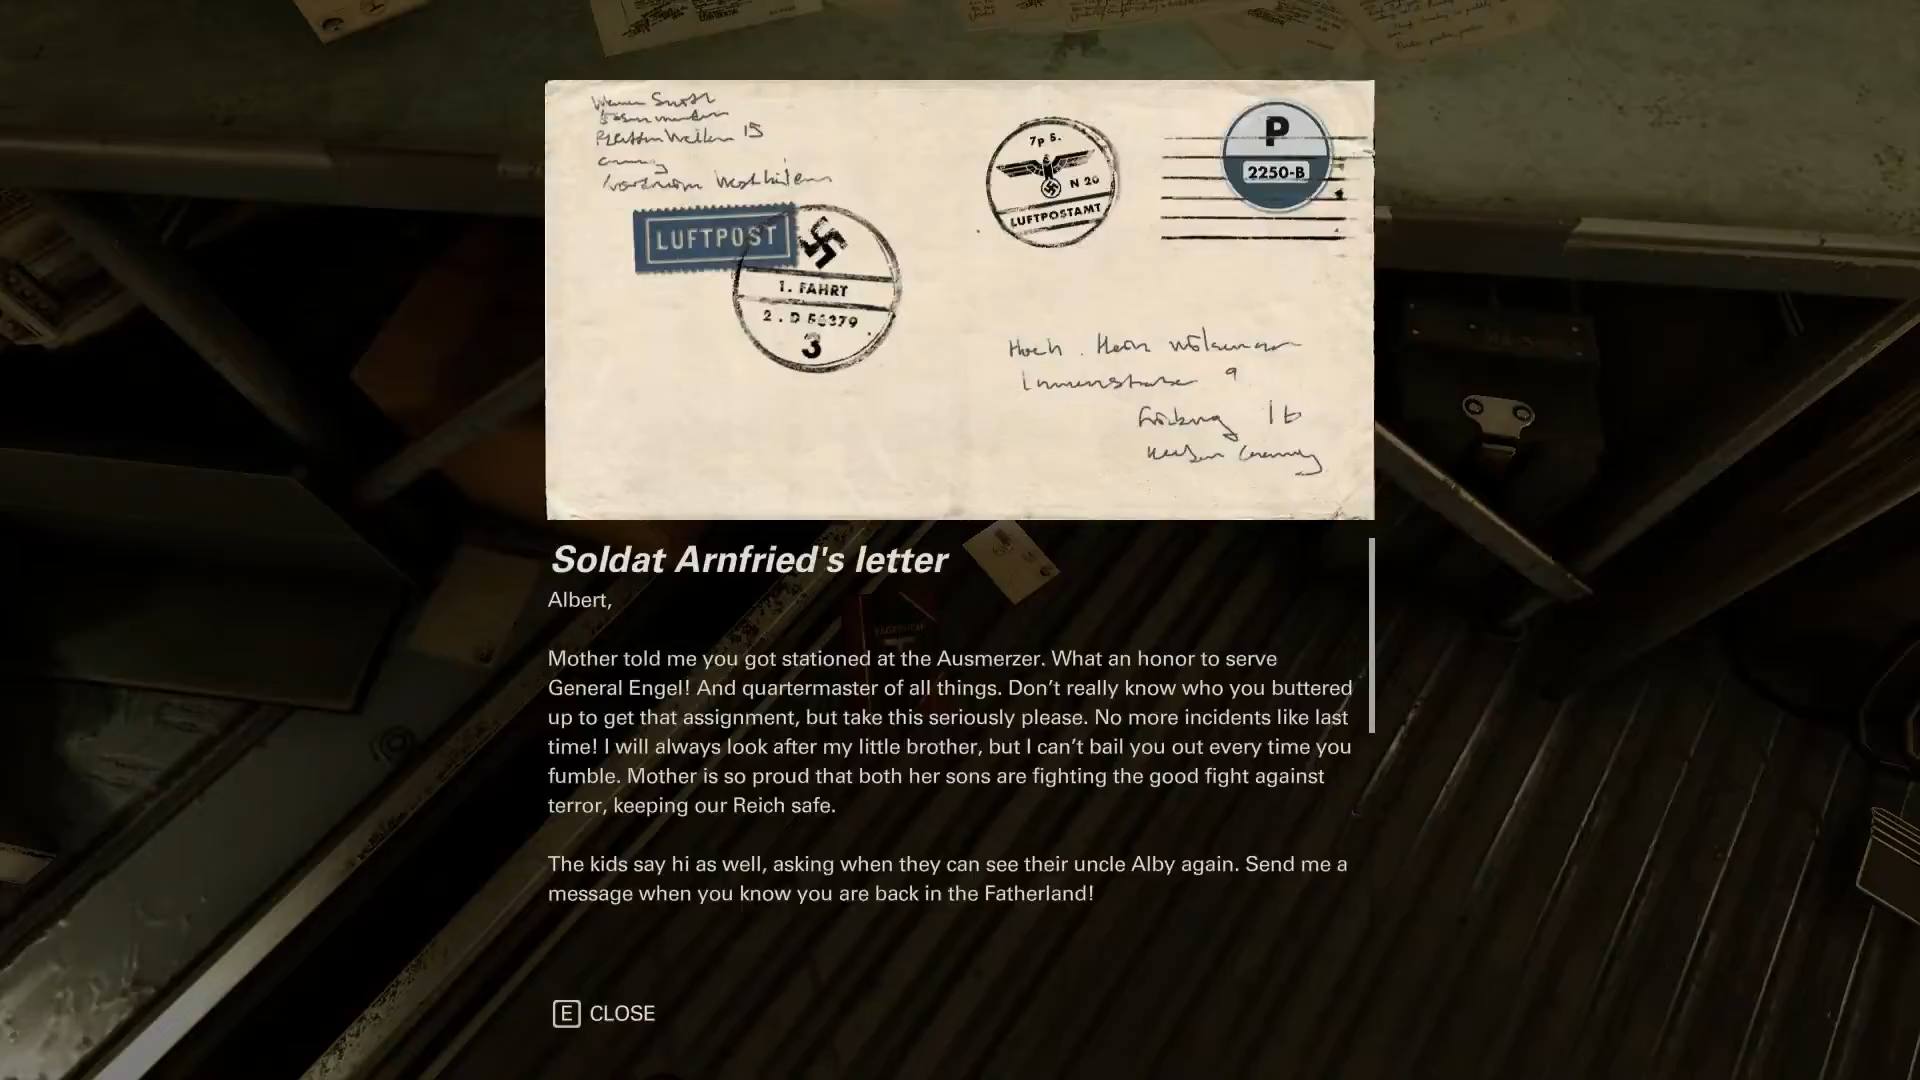 15
7p 5.
N 20
LUFTPOSTAMT
P
2250-B
LUFTPOST
1. FAHRT
3
9
Soldat Arnfried's letter
Albert,
Mother told me you got stationed at the Ausmerzer. What an honor to serve
General Engel! And quartermaster of all things. Don't really know who you buttered
up to get that assignment, but take this seriously please. No more incidents like last
time! I will always look after my little brother, but I can't bail you out every time you
fumble. Mother is so proud that both her sons are fighting the good fight against
terror, keeping our Reich safe.
The kids say hi as well, asking when they can see their uncle Alby again. Send me a
message when you know you are back in the Fatherland!
E CLOSE